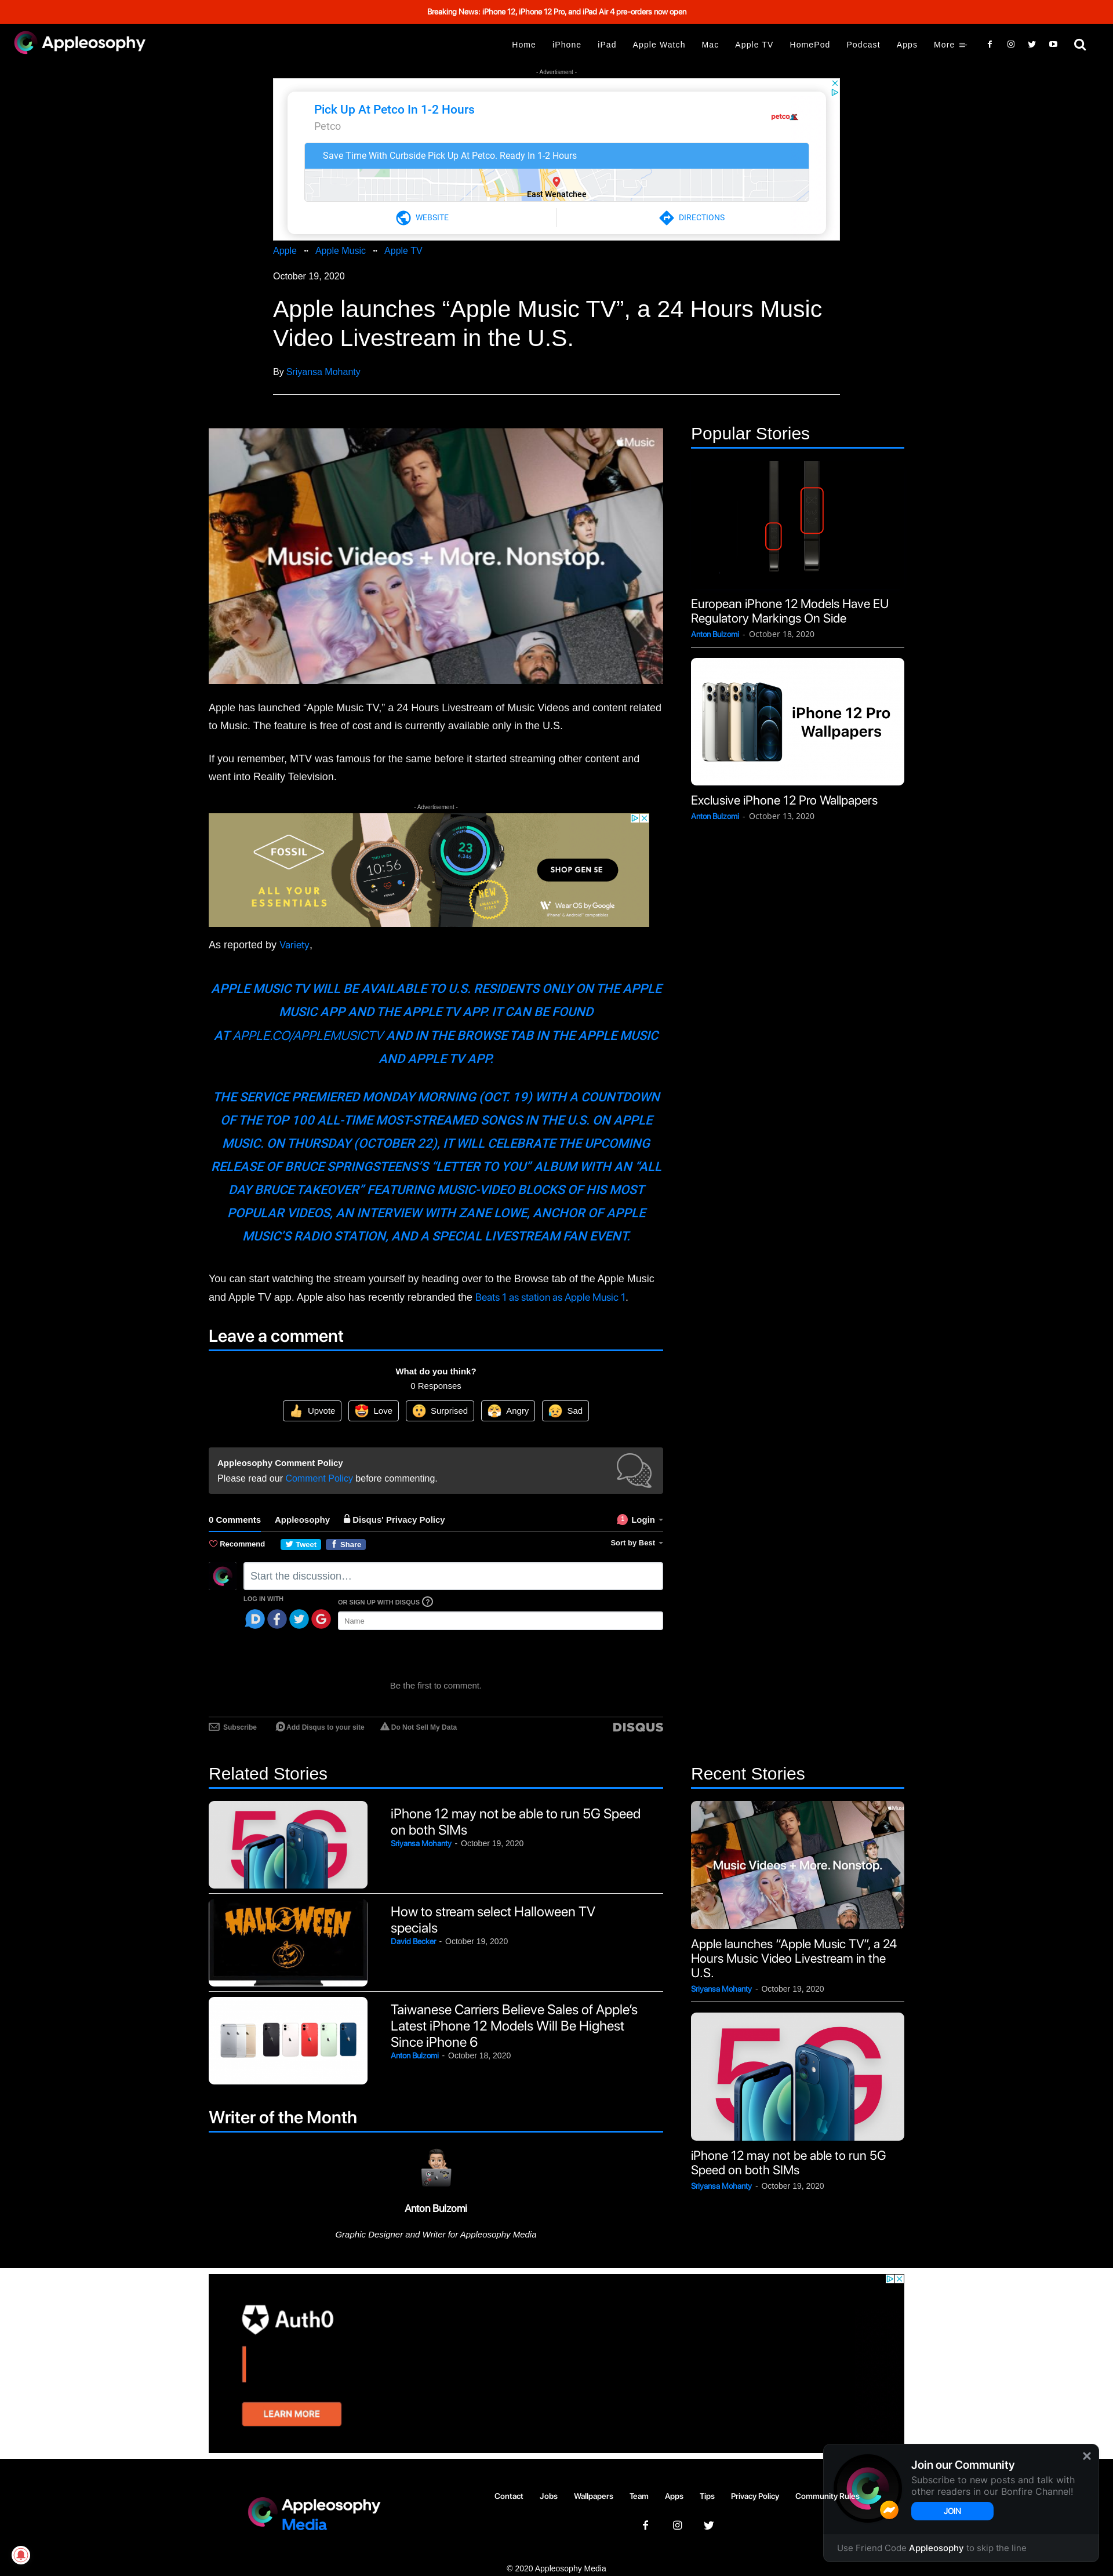 Breaking News: iPhone 12, iPhone 12 Pro, and iPad Air 4 pre-orders now open
Appleosophy
Home iPhone iPad Apple Watch Mac Apple TV HomePod Podcast Apps More
- Advertisment -
Pick Up At Petco In 1-2 Hours
Petco
petco
Save Time With Curbside Pick Up At Petco. Ready In 1-2 Hours
East Wenatchee
WEBSITE
DIRECTIONS
Apple •• Apple Music •• Apple TV
October 19, 2020
Apple launches “Apple Music TV”, a 24 Hours Music
Video Livestream in the U.S.
By Sriyansa Mohanty
Music
Music Videos + More. Nonstop.
Apple has launched “Apple Music TV,” a 24 Hours Livestream of Music Videos and content related
to Music. The feature is free of cost and is currently available only in the U.S.
If you remember, MTV was famous for the same before it started streaming other content and
went into Reality Television.
- Advertisement -
FOSSIL
ALL YOUR
ESSENTIALS
10:56
23
6,346
NEW
SHOP GEN 5E
Wear OS by Google
As reported by Variety,
APPLE MUSIC TV WILL BE AVAILABLE TO U.S. RESIDENTS ONLY ON THE APPLE
MUSIC APP AND THE APPLE TV APP. IT CAN BE FOUND
AT APPLE.CO/APPLEMUSICTV AND IN THE BROWSE TAB IN THE APPLE MUSIC
AND APPLE TV APP.
THE SERVICE PREMIERED MONDAY MORNING (OCT. 19) WITH A COUNTDOWN
OF THE TOP 100 ALL-TIME MOST-STREAMED SONGS IN THE U.S. ON APPLE
MUSIC. ON THURSDAY (OCTOBER 22), IT WILL CELEBRATE THE UPCOMING
RELEASE OF BRUCE SPRINGSTEENS’S “LETTER TO YOU” ALBUM WITH AN “ALL
DAY BRUCE TAKEOVER” FEATURING MUSIC-VIDEO BLOCKS OF HIS MOST
POPULAR VIDEOS, AN INTERVIEW WITH ZANE LOWE, ANCHOR OF APPLE
MUSIC’S RADIO STATION, AND A SPECIAL LIVESTREAM FAN EVENT.
You can start watching the stream yourself by heading over to the Browse tab of the Apple Music
and Apple TV app. Apple also has recently rebranded the Beats 1 as station as Apple Music 1.
Popular Stories
European iPhone 12 Models Have EU
Regulatory Markings On Side
Anton Bulzomi - October 18, 2020
iPhone 12 Pro
Wallpapers
Exclusive iPhone 12 Pro Wallpapers
Anton Bulzomi - October 13, 2020
Leave a comment
What do you think?
0 Responses
Upvote Love Surprised Angry Sad
Appleosophy Comment Policy
Please read our Comment Policy before commenting.
0 Comments Appleosophy Disqus' Privacy Policy 1 Login
Recommend Tweet Share Sort by Best
Start the discussion…
LOG IN WITH
OR SIGN UP WITH DISQUS ?
Name
Be the first to comment.
Subscribe Add Disqus to your site Do Not Sell My Data DISQUS
Related Stories
5G
iPhone 12 may not be able to run 5G Speed
on both SIMs
Sriyansa Mohanty - October 19, 2020
HALLOWEEN
How to stream select Halloween TV
specials
David Becker - October 19, 2020
Taiwanese Carriers Believe Sales of Apple’s
Latest iPhone 12 Models Will Be Highest
Since iPhone 6
Anton Bulzomi - October 18, 2020
Recent Stories
Music Videos + More. Nonstop.
Apple launches “Apple Music TV”, a 24
Hours Music Video Livestream in the
U.S.
Sriyansa Mohanty - October 19, 2020
5G
iPhone 12 may not be able to run 5G
Speed on both SIMs
Sriyansa Mohanty - October 19, 2020
Writer of the Month
Anton Bulzomi
Graphic Designer and Writer for Appleosophy Media
Auth0
LEARN MORE
Appleosophy
Media
Contact Jobs Wallpapers Team Apps Tips Privacy Policy Community Rules
Join our Community
Subscribe to new posts and talk with
other readers in our Bonfire Channel!
JOIN
Use Friend Code Appleosophy to skip the line
© 2020 Appleosophy Media